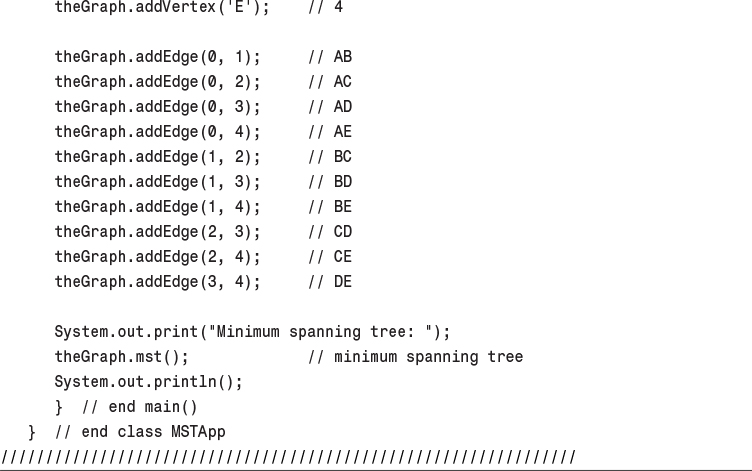 theGraph.addVertex('E');    // 4
theGraph.addEdge(0, 1);     // AB
theGraph.addEdge(0, 2);     // AC
theGraph.addEdge(0, 3);     // AD
theGraph.addEdge(0, 4);     // AE
theGraph.addEdge(1, 2);     // BC
theGraph.addEdge(1, 3);     // BD
theGraph.addEdge(1, 4);     // BE
theGraph.addEdge(2, 3);     // CD
theGraph.addEdge(2, 4);     // CE
theGraph.addEdge(3, 4);     // DE
System.out.print("Minimum spanning tree: ");
theGraph.mst();             // minimum spanning tree
System.out.println();
}  // end main()
}  // end class MSTApp
////////////////////////////////////////////////////////////////